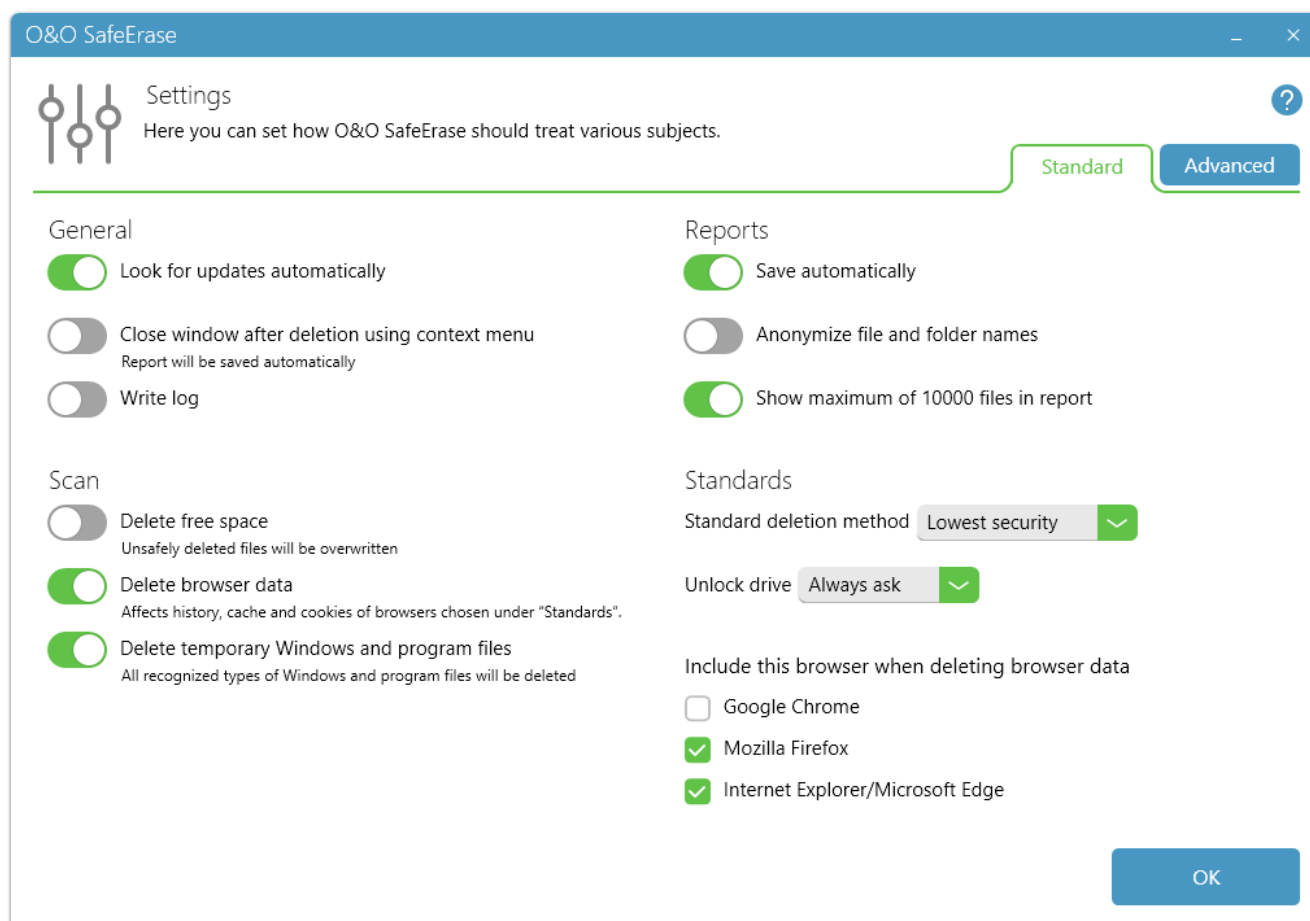 O&O SafeErase
Settings
Here you can set how O&O SafeErase should treat various subjects.
?
Standard
Advanced
General
Look for updates automatically
Close window after deletion using context menu
Report will be saved automatically
Write log
Reports
Save automatically
Anonymize file and folder names
Show maximum of 10000 files in report
Scan
Delete free space
Unsafely deleted files will be overwritten
Delete browser data
Affects history, cache and cookies of browsers chosen under "Standards".
Delete temporary Windows and program files
All recognized types of Windows and program files will be deleted
Standards
Standard deletion method Lowest security
Unlock drive Always ask
Include this browser when deleting browser data
Google Chrome
Mozilla Firefox
Internet Explorer/Microsoft Edge
OK